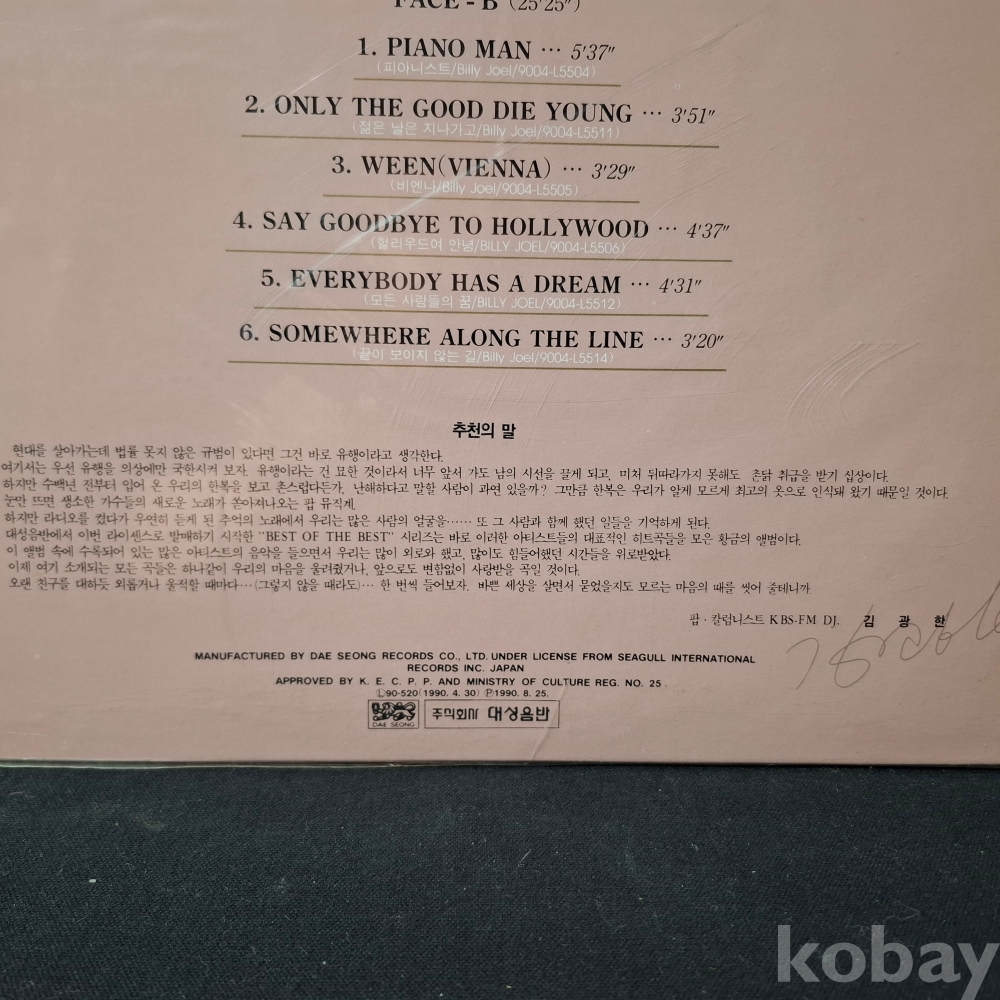 FACE - B (25'25")
1. PIANO MAN ··· 5'37"
(피아니스트/Billy Joel/9004-L5504)
2. ONLY THE GOOD DIE YOUNG ··· 3'51"
(젊은 날은 지나가고/Billy Joel/9004-L5511)
3. WEEN(VIENNA) ··· 3'29"
(비엔나/Billy Joel/9004-L5505)
4. SAY GOODBYE TO HOLLYWOOD ··· 4'37"
(헐리우드여 안녕/BILLY JOEL/9004-L5506)
5. EVERYBODY HAS A DREAM ··· 4'31"
(모든 사람들의 꿈/BILLY JOEL/9004-L5512)
6. SOMEWHERE ALONG THE LINE ··· 3'20"
(끝이 보이지 않는 길/Billy Joel/9004-L5514)
추천의 말
현대를 살아가는데 법률 못지 않은 규범이 있다면 그건 바로 유행이라고 생각한다.
여기서는 우선 유행을 의상에만 국한시켜 보자. 유행이라는 건 묘한 것이라서 너무 앞서 가도 남의 시선을 끌게 되고, 미처 뒤따라가지 못해도 촌닭 취급을 받기 십상이다.
하지만 수백년 전부터 입어 온 우리의 한복을 보고 촌스럽다든가, 난해하다고 말할 사람이 과연 있을까? 그만큼 한복은 우리가 알게 모르게 최고의 옷으로 인식돼 왔기 때문일 것이다.
눈만 뜨면 생소한 가수들의 새로운 노래가 쏟아져나오는 팝 뮤직계.
하지만 라디오를 켰다가 우연히 듣게 된 추억의 노래에서 우리는 많은 사람의 얼굴을…… 또 그 사람과 함께 했던 일들을 기억하게 된다.
대성음반에서 이번 라이센스로 발매하기 시작한 "BEST OF THE BEST" 시리즈는 바로 이러한 아티스트들의 대표적인 히트곡들을 모은 황금의 앨범이다.
이 앨범 속에 수록되어 있는 많은 아티스트의 음악을 들으면서 우리는 많이 외로와 했고, 많이도 힘들어했던 시간들을 위로받았다.
이제 여기 소개되는 모든 곡들은 하나같이 우리의 마음을 울려줬거나, 앞으로도 변함없이 사랑받을 곡일 것이다.
오랜 친구를 대하듯 외롭거나 울적할 때마다…(그렇지 않을 때라도)… 한 번씩 들어보자. 바쁜 세상을 살면서 묻었을지도 모르는 마음의 때를 씻어 줄테니까
팝·칼럼니스트 KBS-FM DJ. 김 광 한
MANUFACTURED BY DAE SEONG RECORDS CO., LTD. UNDER LICENSE FROM SEAGULL INTERNATIONAL
RECORDS INC. JAPAN
APPROVED BY K. E. C. P. P. AND MINISTRY OF CULTURE REG. NO. 25.
Ⓛ90-520(1990. 4. 30) Ⓟ1990. 8. 25.
DAE SEONG 주식회사 대성음반
kobay